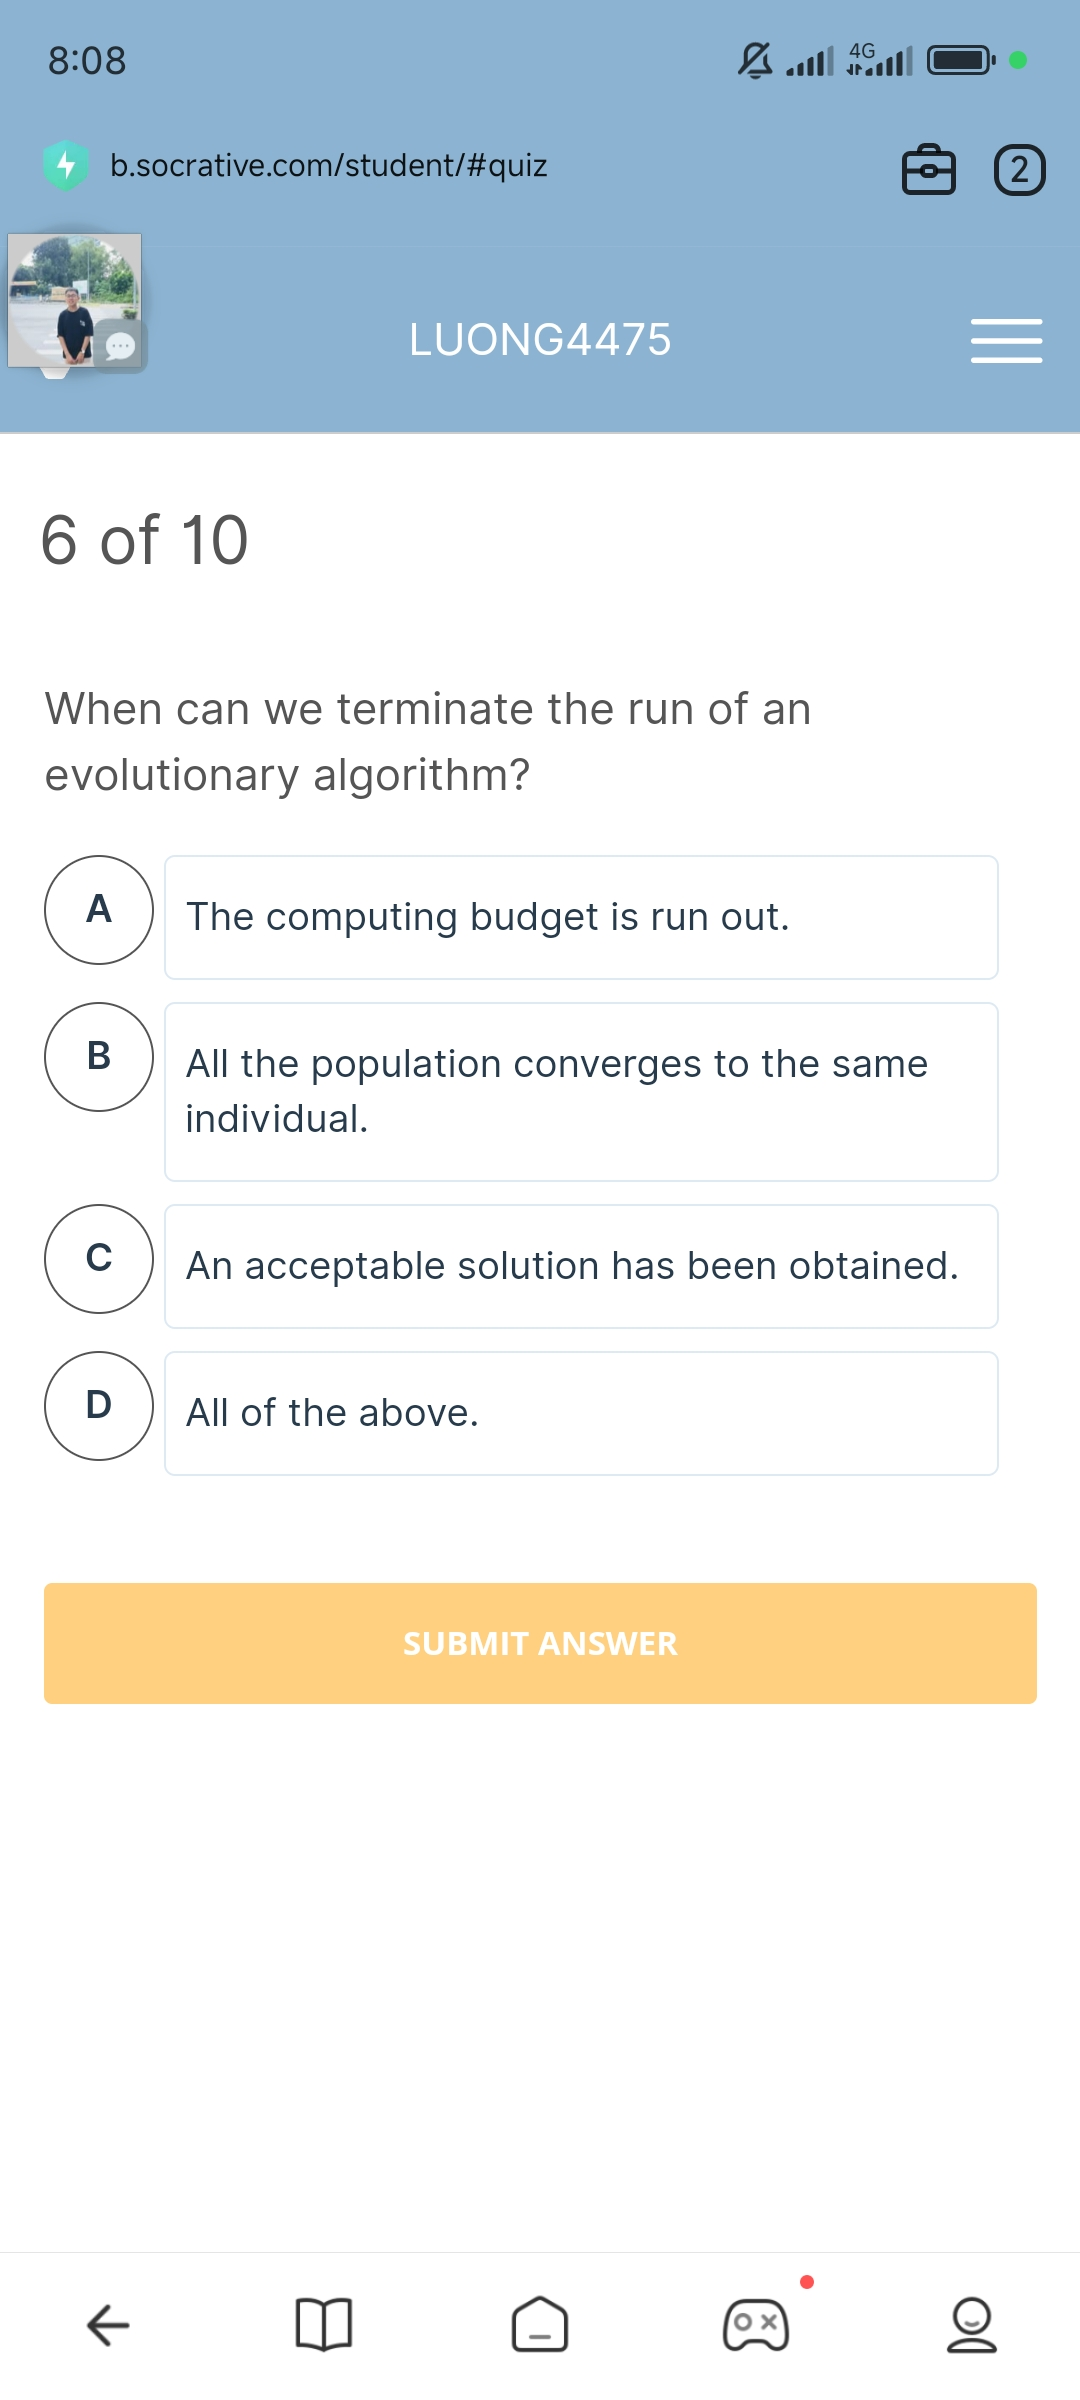 8:08
4G
b.socrative.com/student/#quiz
2
LUONG4475
6 of 10
When can we terminate the run of an
evolutionary algorithm?
A
The computing budget is run out.
B
All the population converges to the same
individual.
C
An acceptable solution has been obtained.
D
All of the above.
SUBMIT ANSWER